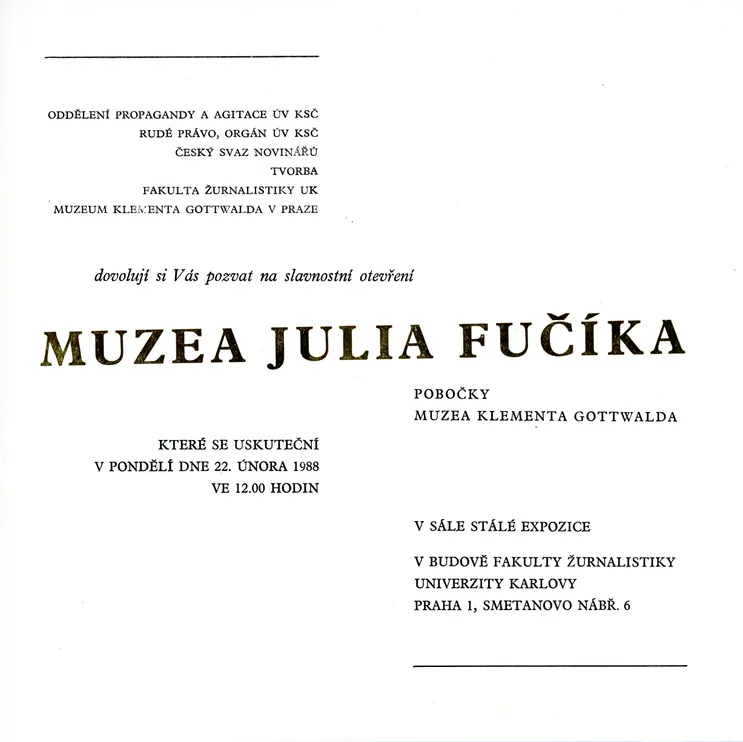 ODDĚLENÍ PROPAGANDY A AGITACE ÚV KSČ
RUDÉ PRÁVO, ORGÁN ÚV KSČ
ČESKÝ SVAZ NOVINÁŘŮ
TVORBA
FAKULTA ŽURNALISTIKY UK
MUZEUM KLEMENTA GOTTWALDA V PRAZE
dovolují si Vás pozvat na slavnostní otevření
MUZEA JULIA FUČÍKA
POBOČKY
MUZEA KLEMENTA GOTTWALDA
KTERÉ SE USKUTEČNÍ
V PONDĚLÍ DNE 22. ÚNORA 1988
VE 12.00 HODIN
V SÁLE STÁLÉ EXPOZICE
V BUDOVĚ FAKULTY ŽURNALISTIKY
UNIVERZITY KARLOVY
PRAHA 1, SMETANOVO NÁBŘ. 6